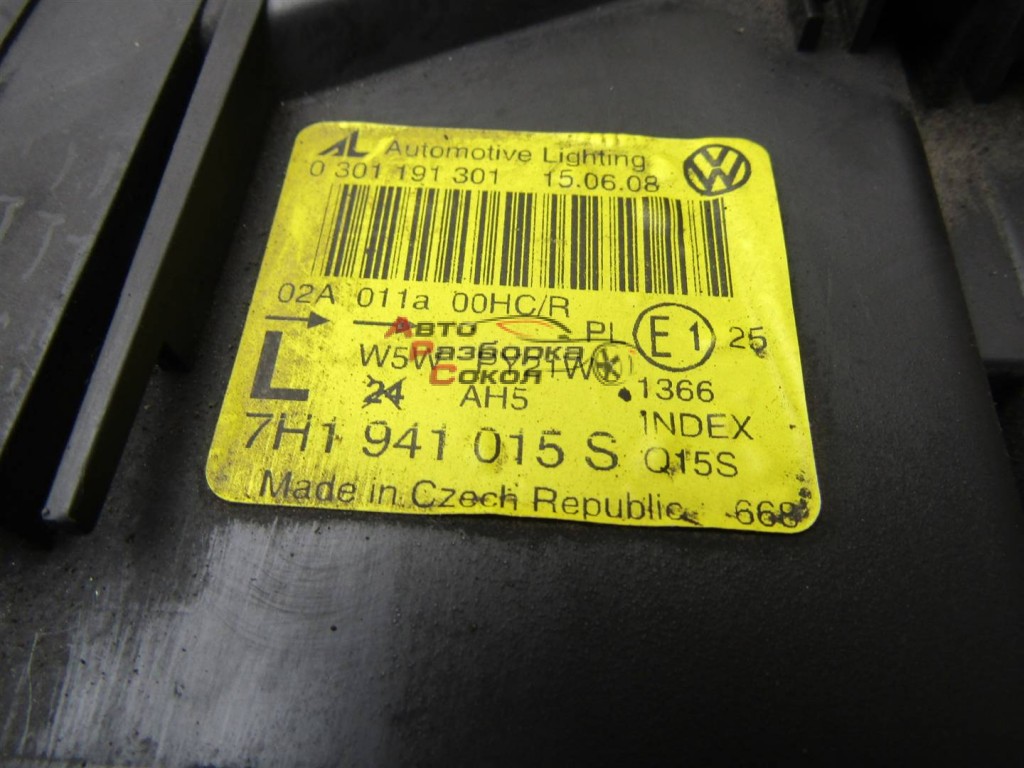 AL Automotive Lighting
0 301 191 301 15.06.08
02A 011a 00HC/R
PL E1 25
АВТО
РАЗБОРКА
СОКОЛ
W5W PY21W
24 AH5 1366
L
INDEX
7H1 941 015 S Q15S
Made in Czech Republic 668